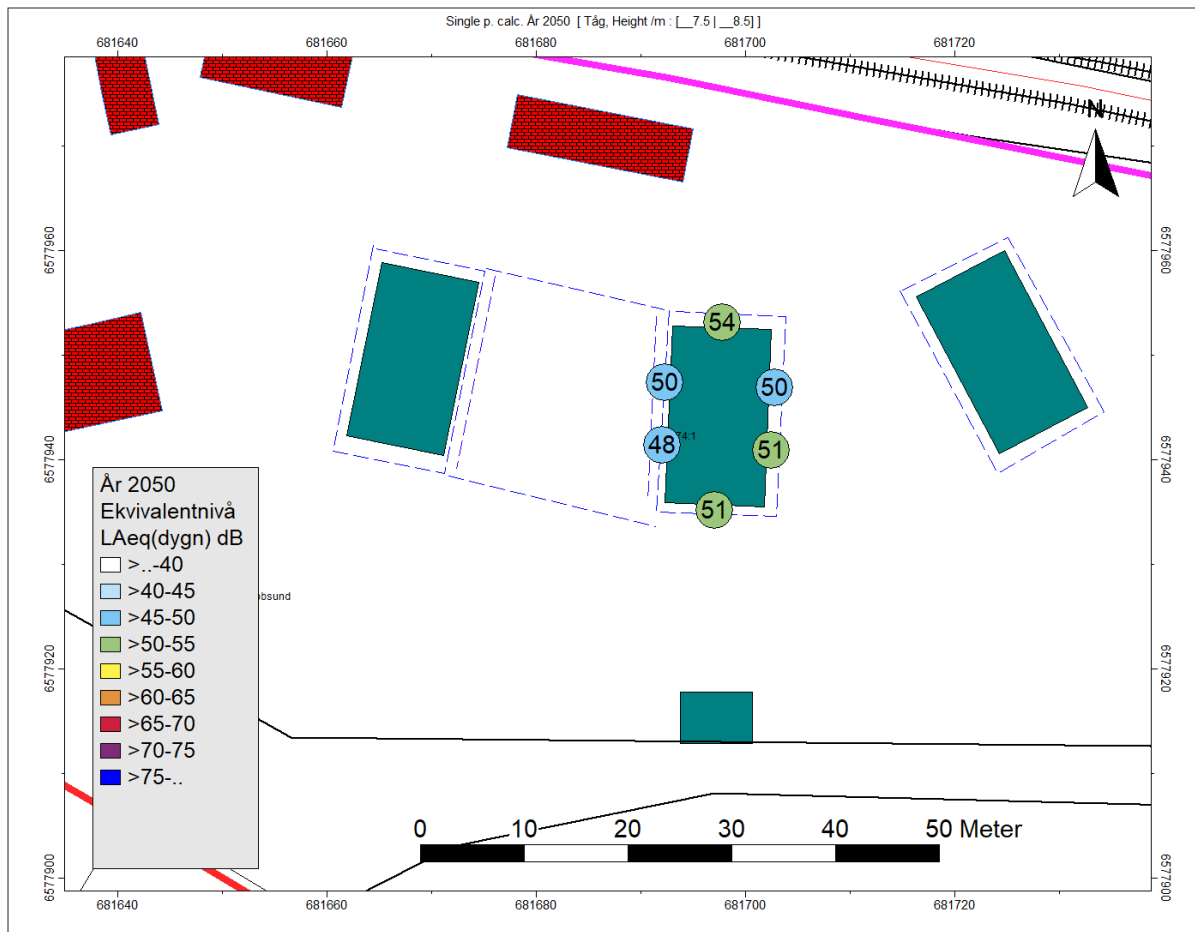 Single p. calc. År 2050 [ Tåg, Height /m : [__7.5 | __8.5] ]
681640 681660 681680 681700 681720
N
6577960 6577960
54
50 50
74:1
48 51
6577940 6577940
51
År 2050
Ekvivalentnivå
LAeq(dygn) dB
>..-40
>40-45
>45-50
>50-55
>55-60
>60-65
>65-70
>70-75
>75-..
obsund
6577920 6577920
0 10 20 30 40 50 Meter
6577900 6577900
681640 681660 681680 681700 681720